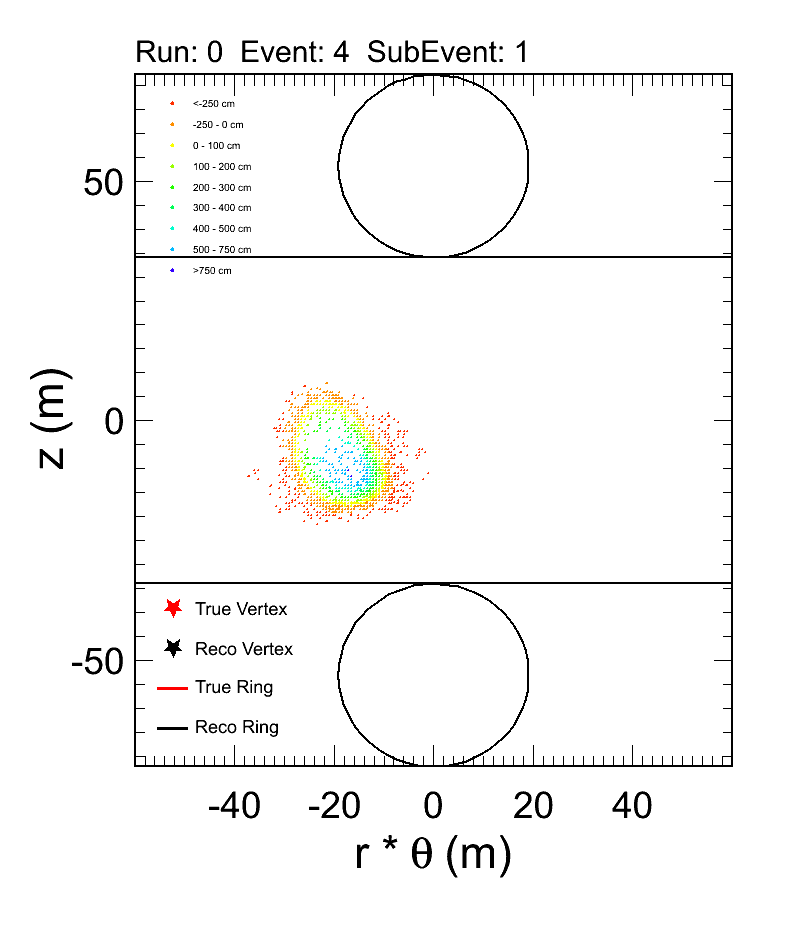 Run: 0  Event: 4  SubEvent: 1
<-250 cm
-250 - 0 cm
0 - 100 cm
100 - 200 cm
200 - 300 cm
300 - 400 cm
400 - 500 cm
500 - 750 cm
>750 cm
50
0
-50
z (m)
True Vertex
Reco Vertex
True Ring
Reco Ring
-40 -20 0 20 40
r * θ (m)